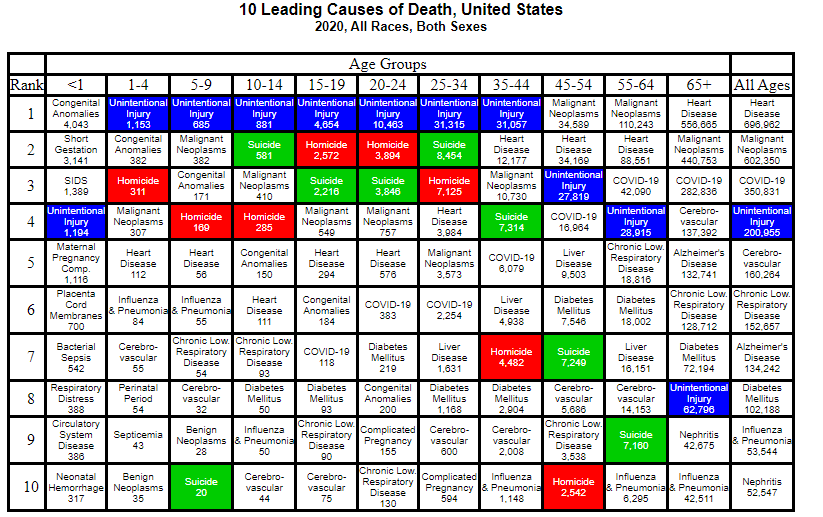 10 Leading Causes of Death, United States
2020, All Races, Both Sexes
Age Groups
Rank <1 1-4 5-9 10-14 15-19 20-24 25-34 35-44 45-54 55-64 65+ All Ages
1 Congenital Anomalies 4,043 Unintentional Injury 1,153 Unintentional Injury 685 Unintentional Injury 881 Unintentional Injury 4,654 Unintentional Injury 10,463 Unintentional Injury 31,315 Unintentional Injury 31,057 Malignant Neoplasms 34,589 Malignant Neoplasms 110,243 Heart Disease 556,665 Heart Disease 696,962
2 Short Gestation 3,141 Congenital Anomalies 382 Malignant Neoplasms 382 Suicide 581 Homicide 2,572 Homicide 3,894 Suicide 8,454 Heart Disease 12,177 Heart Disease 34,169 Heart Disease 88,551 Malignant Neoplasms 440,753 Malignant Neoplasms 602,350
3 SIDS 1,389 Homicide 311 Congenital Anomalies 171 Malignant Neoplasms 410 Suicide 2,216 Suicide 3,846 Homicide 7,125 Malignant Neoplasms 10,730 Unintentional Injury 27,819 COVID-19 42,090 COVID-19 282,836 COVID-19 350,831
4 Unintentional Injury 1,194 Malignant Neoplasms 307 Homicide 169 Homicide 285 Malignant Neoplasms 549 Malignant Neoplasms 757 Heart Disease 3,984 Suicide 7,314 COVID-19 16,964 Unintentional Injury 28,915 Cerebro-vascular 137,392 Unintentional Injury 200,955
5 Maternal Pregnancy Comp. 1,116 Heart Disease 112 Heart Disease 56 Congenital Anomalies 150 Heart Disease 294 Heart Disease 576 Malignant Neoplasms 3,573 COVID-19 6,079 Liver Disease 9,503 Chronic Low. Respiratory Disease 18,816 Alzheimer's Disease 132,741 Cerebro-vascular 160,264
6 Placenta Cord Membranes 700 Influenza & Pneumonia 84 Influenza & Pneumonia 55 Heart Disease 111 Congenital Anomalies 184 COVID-19 383 COVID-19 2,254 Liver Disease 4,938 Diabetes Mellitus 7,546 Diabetes Mellitus 18,002 Chronic Low. Respiratory Disease 128,712 Chronic Low. Respiratory Disease 152,657
7 Bacterial Sepsis 542 Cerebro-vascular 55 Chronic Low. Respiratory Disease 54 Chronic Low. Respiratory Disease 93 COVID-19 118 Diabetes Mellitus 219 Liver Disease 1,631 Homicide 4,482 Suicide 7,249 Liver Disease 16,151 Diabetes Mellitus 72,194 Alzheimer's Disease 134,242
8 Respiratory Distress 388 Perinatal Period 54 Cerebro-vascular 32 Diabetes Mellitus 50 Diabetes Mellitus 93 Congenital Anomalies 200 Diabetes Mellitus 1,168 Diabetes Mellitus 2,904 Cerebro-vascular 5,686 Cerebro-vascular 14,153 Unintentional Injury 62,796 Diabetes Mellitus 102,188
9 Circulatory System Disease 386 Septicemia 43 Benign Neoplasms 28 Influenza & Pneumonia 50 Chronic Low. Respiratory Disease 90 Complicated Pregnancy 155 Cerebro-vascular 600 Cerebro-vascular 2,008 Chronic Low. Respiratory Disease 3,538 Suicide 7,160 Nephritis 42,675 Influenza & Pneumonia 53,544
10 Neonatal Hemorrhage 317 Benign Neoplasms 35 Suicide 20 Cerebro-vascular 44 Cerebro-vascular 75 Chronic Low. Respiratory Disease 130 Complicated Pregnancy 594 Influenza & Pneumonia 1,148 Homicide 2,542 Influenza & Pneumonia 6,295 Influenza & Pneumonia 42,511 Nephritis 52,547